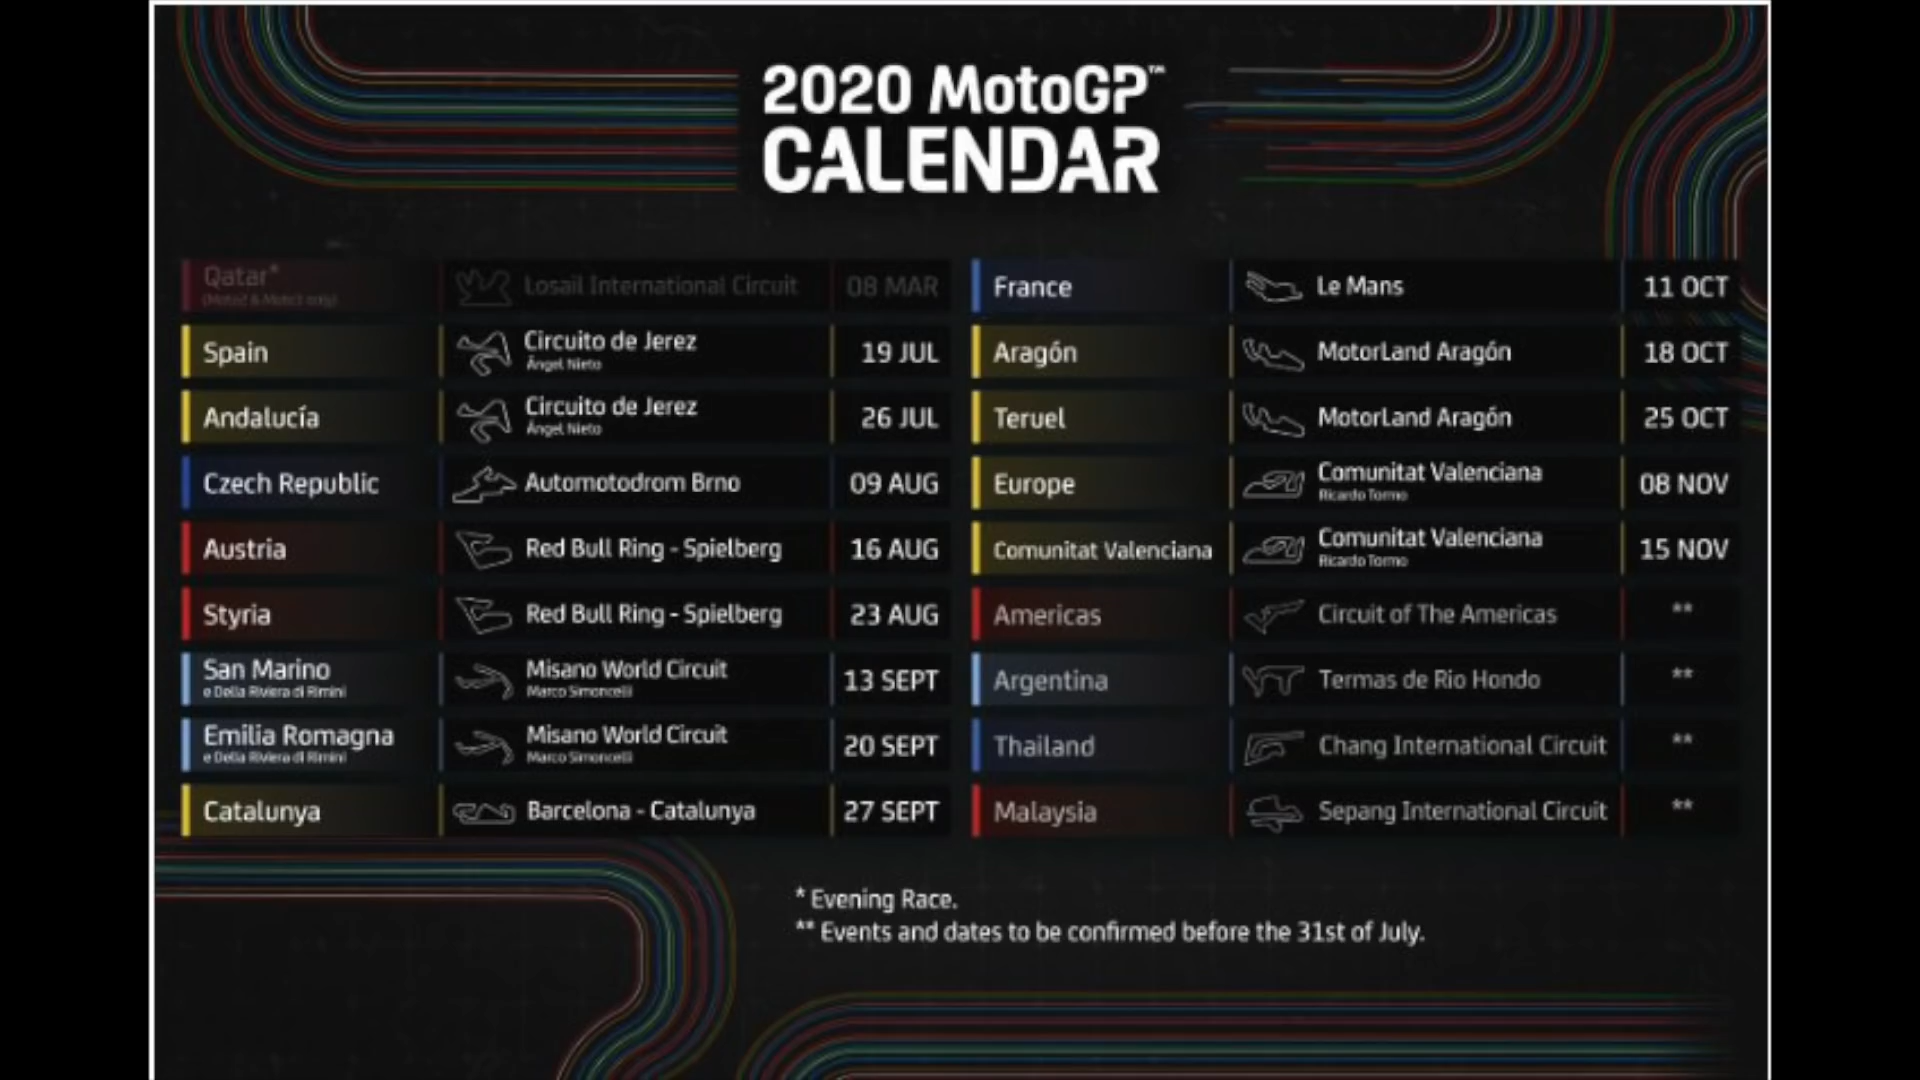 2020 MotoGP™
CALENDAR
Qatar*
(Moto2 & Moto3 only)
Losail International Circuit
08 MAR
Spain
Circuito de Jerez
Ángel Nieto
19 JUL
Andalucía
Circuito de Jerez
Ángel Nieto
26 JUL
Czech Republic
Automotodrom Brno
09 AUG
Austria
Red Bull Ring - Spielberg
16 AUG
Styria
Red Bull Ring - Spielberg
23 AUG
San Marino
e Della Riviera di Rimini
Misano World Circuit
Marco Simoncelli
13 SEPT
Emilia Romagna
e Della Riviera di Rimini
Misano World Circuit
Marco Simoncelli
20 SEPT
Catalunya
Barcelona - Catalunya
27 SEPT
France
Le Mans
11 OCT
Aragón
MotorLand Aragón
18 OCT
Teruel
MotorLand Aragón
25 OCT
Europe
Comunitat Valenciana
Ricardo Tormo
08 NOV
Comunitat Valenciana
Comunitat Valenciana
Ricardo Tormo
15 NOV
Americas
Circuit of The Americas
**
Argentina
Termas de Rio Hondo
**
Thailand
Chang International Circuit
**
Malaysia
Sepang International Circuit
**
* Evening Race.
** Events and dates to be confirmed before the 31st of July.